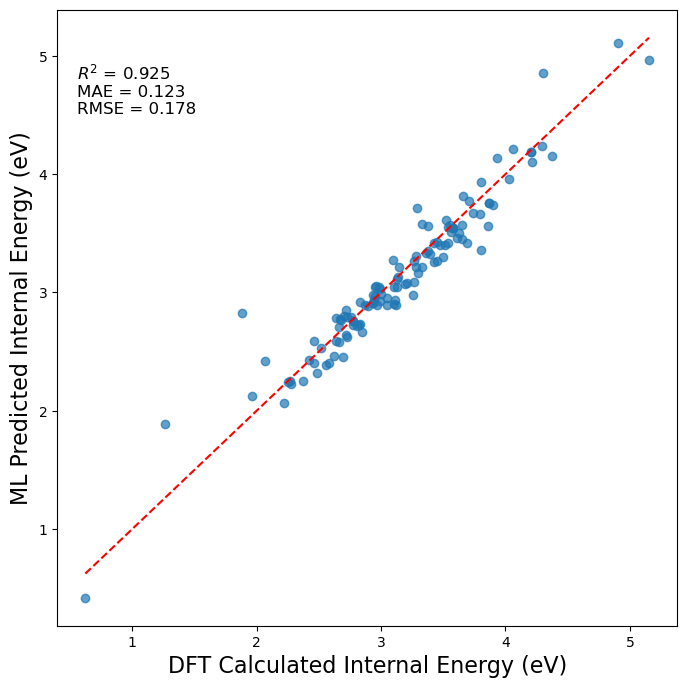 R² = 0.925
MAE = 0.123
RMSE = 0.178
ML Predicted Internal Energy (eV)
5
4
3
2
1
1 2 3 4 5
DFT Calculated Internal Energy (eV)